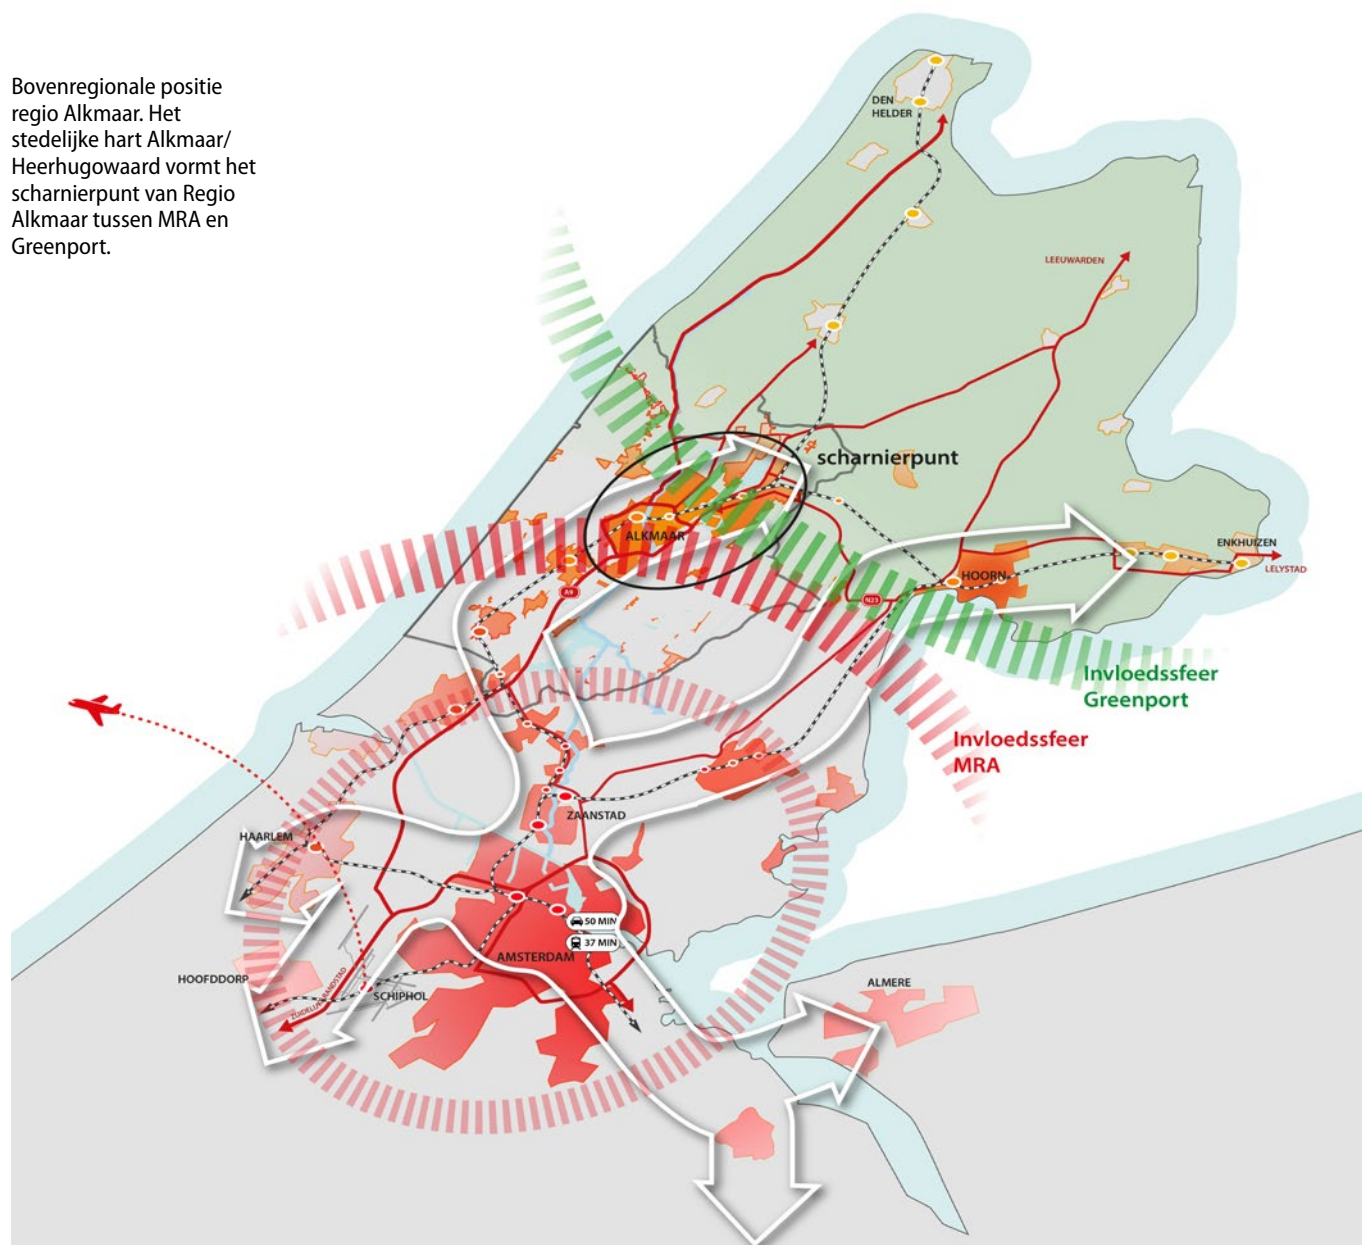 Bovenregionale positie
regio Alkmaar. Het
stedelijke hart Alkmaar/
Heerhugowaard vormt het
scharnierpunt van Regio
Alkmaar tussen MRA en
Greenport.
DEN
HELDER
LEEUWARDEN
scharnierpunt
ALKMAAR
ENKHUIZEN
LELYSTAD
HOORN
A9
N23
Invloedssfeer
Greenport
Invloedssfeer
MRA
ZAANSTAD
HAARLEM
50 MIN
37 MIN
AMSTERDAM
HOOFDDORP
SCHIPHOL
ZUIDELIJKE RANDSTAD
ALMERE